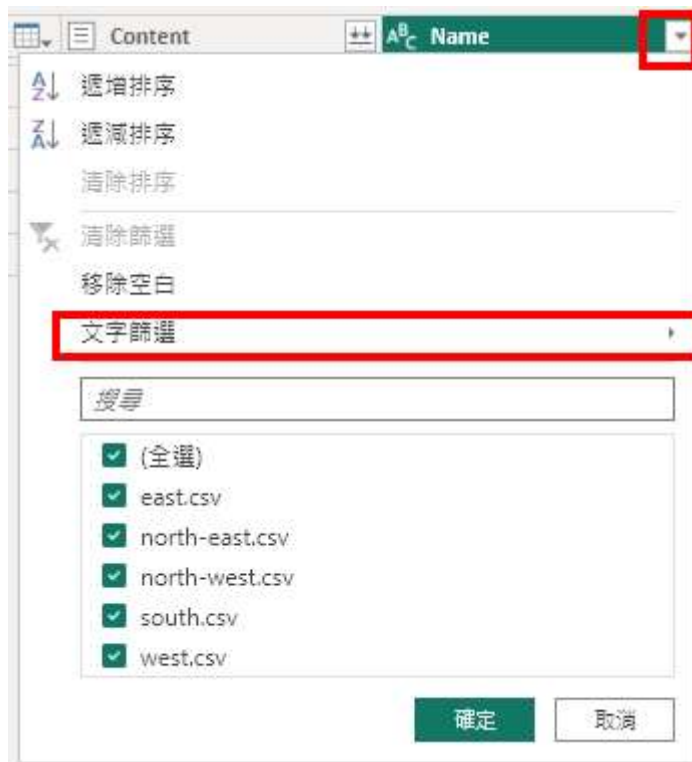 Content ABC Name
遞增排序
遞減排序
清除排序
清除篩選
移除空白
文字篩選
搜尋
(全選)
east.csv
north-east.csv
north-west.csv
south.csv
west.csv
確定 取消